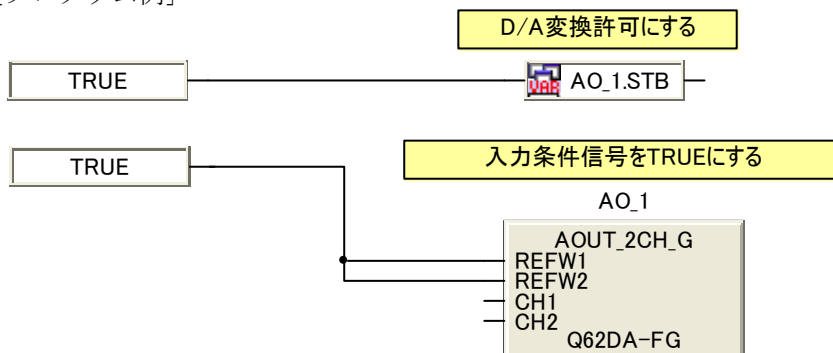 プログラム例」
D/A変換許可にする
TRUE
VAR
AO_1.STB
TRUE
入力条件信号をTRUEにする
AO_1
AOUT_2CH_G
REFW1
REFW2
CH1
CH2
Q62DA-FG